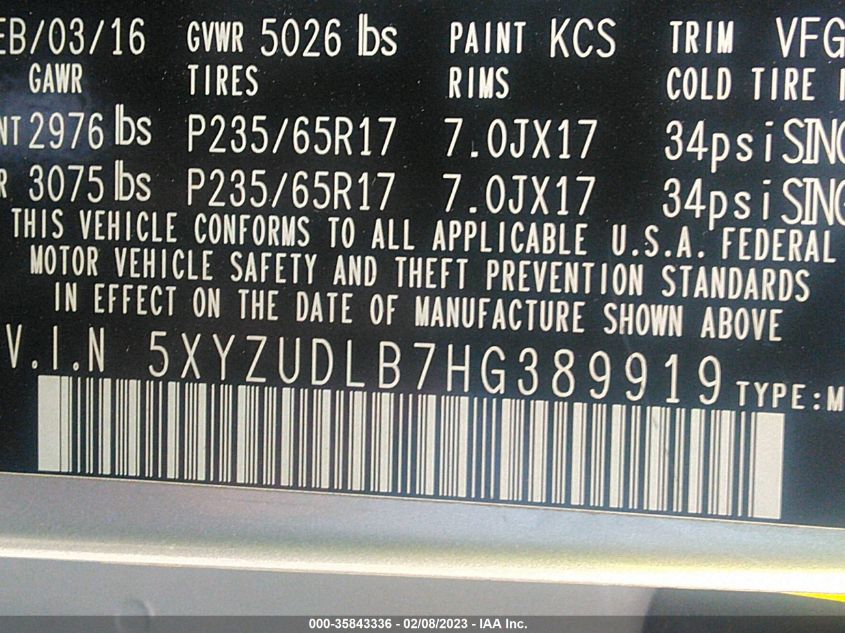 EB/03/16 GVWR 5026 lbs PAINT KCS TRIM VFG
GAWR TIRES RIMS COLD TIRE
NT 2976 lbs P235/65R17 7.0JX17 34psi SING
R 3075 lbs P235/65R17 7.0JX17 34psi SING
THIS VEHICLE CONFORMS TO ALL APPLICABLE U.S.A. FEDERAL
MOTOR VEHICLE SAFETY AND THEFT PREVENTION STANDARDS
IN EFFECT ON THE DATE OF MANUFACTURE SHOWN ABOVE
V.I.N 5XYZUDLB7HG389919 TYPE:M
000-35843336 - 02/08/2023 - IAA Inc.